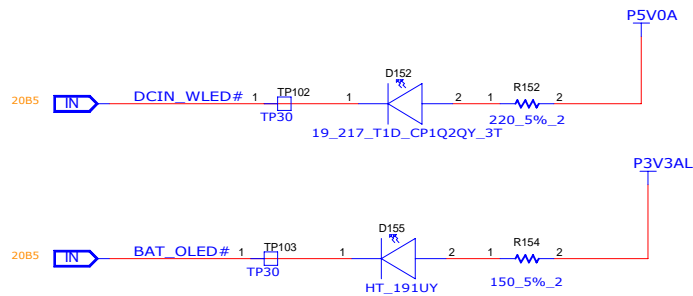 P5V0A
D152
20B5 IN DCIN_WLED# 1 TP102 1 2 1 R152 2
TP30
19_217_T1D_CP1Q2QY_3T
220_5%_2
P3V3AL
D155
20B5 IN BAT_OLED# 1 TP103 1 2 1 R154 2
TP30
HT_191UY
150_5%_2